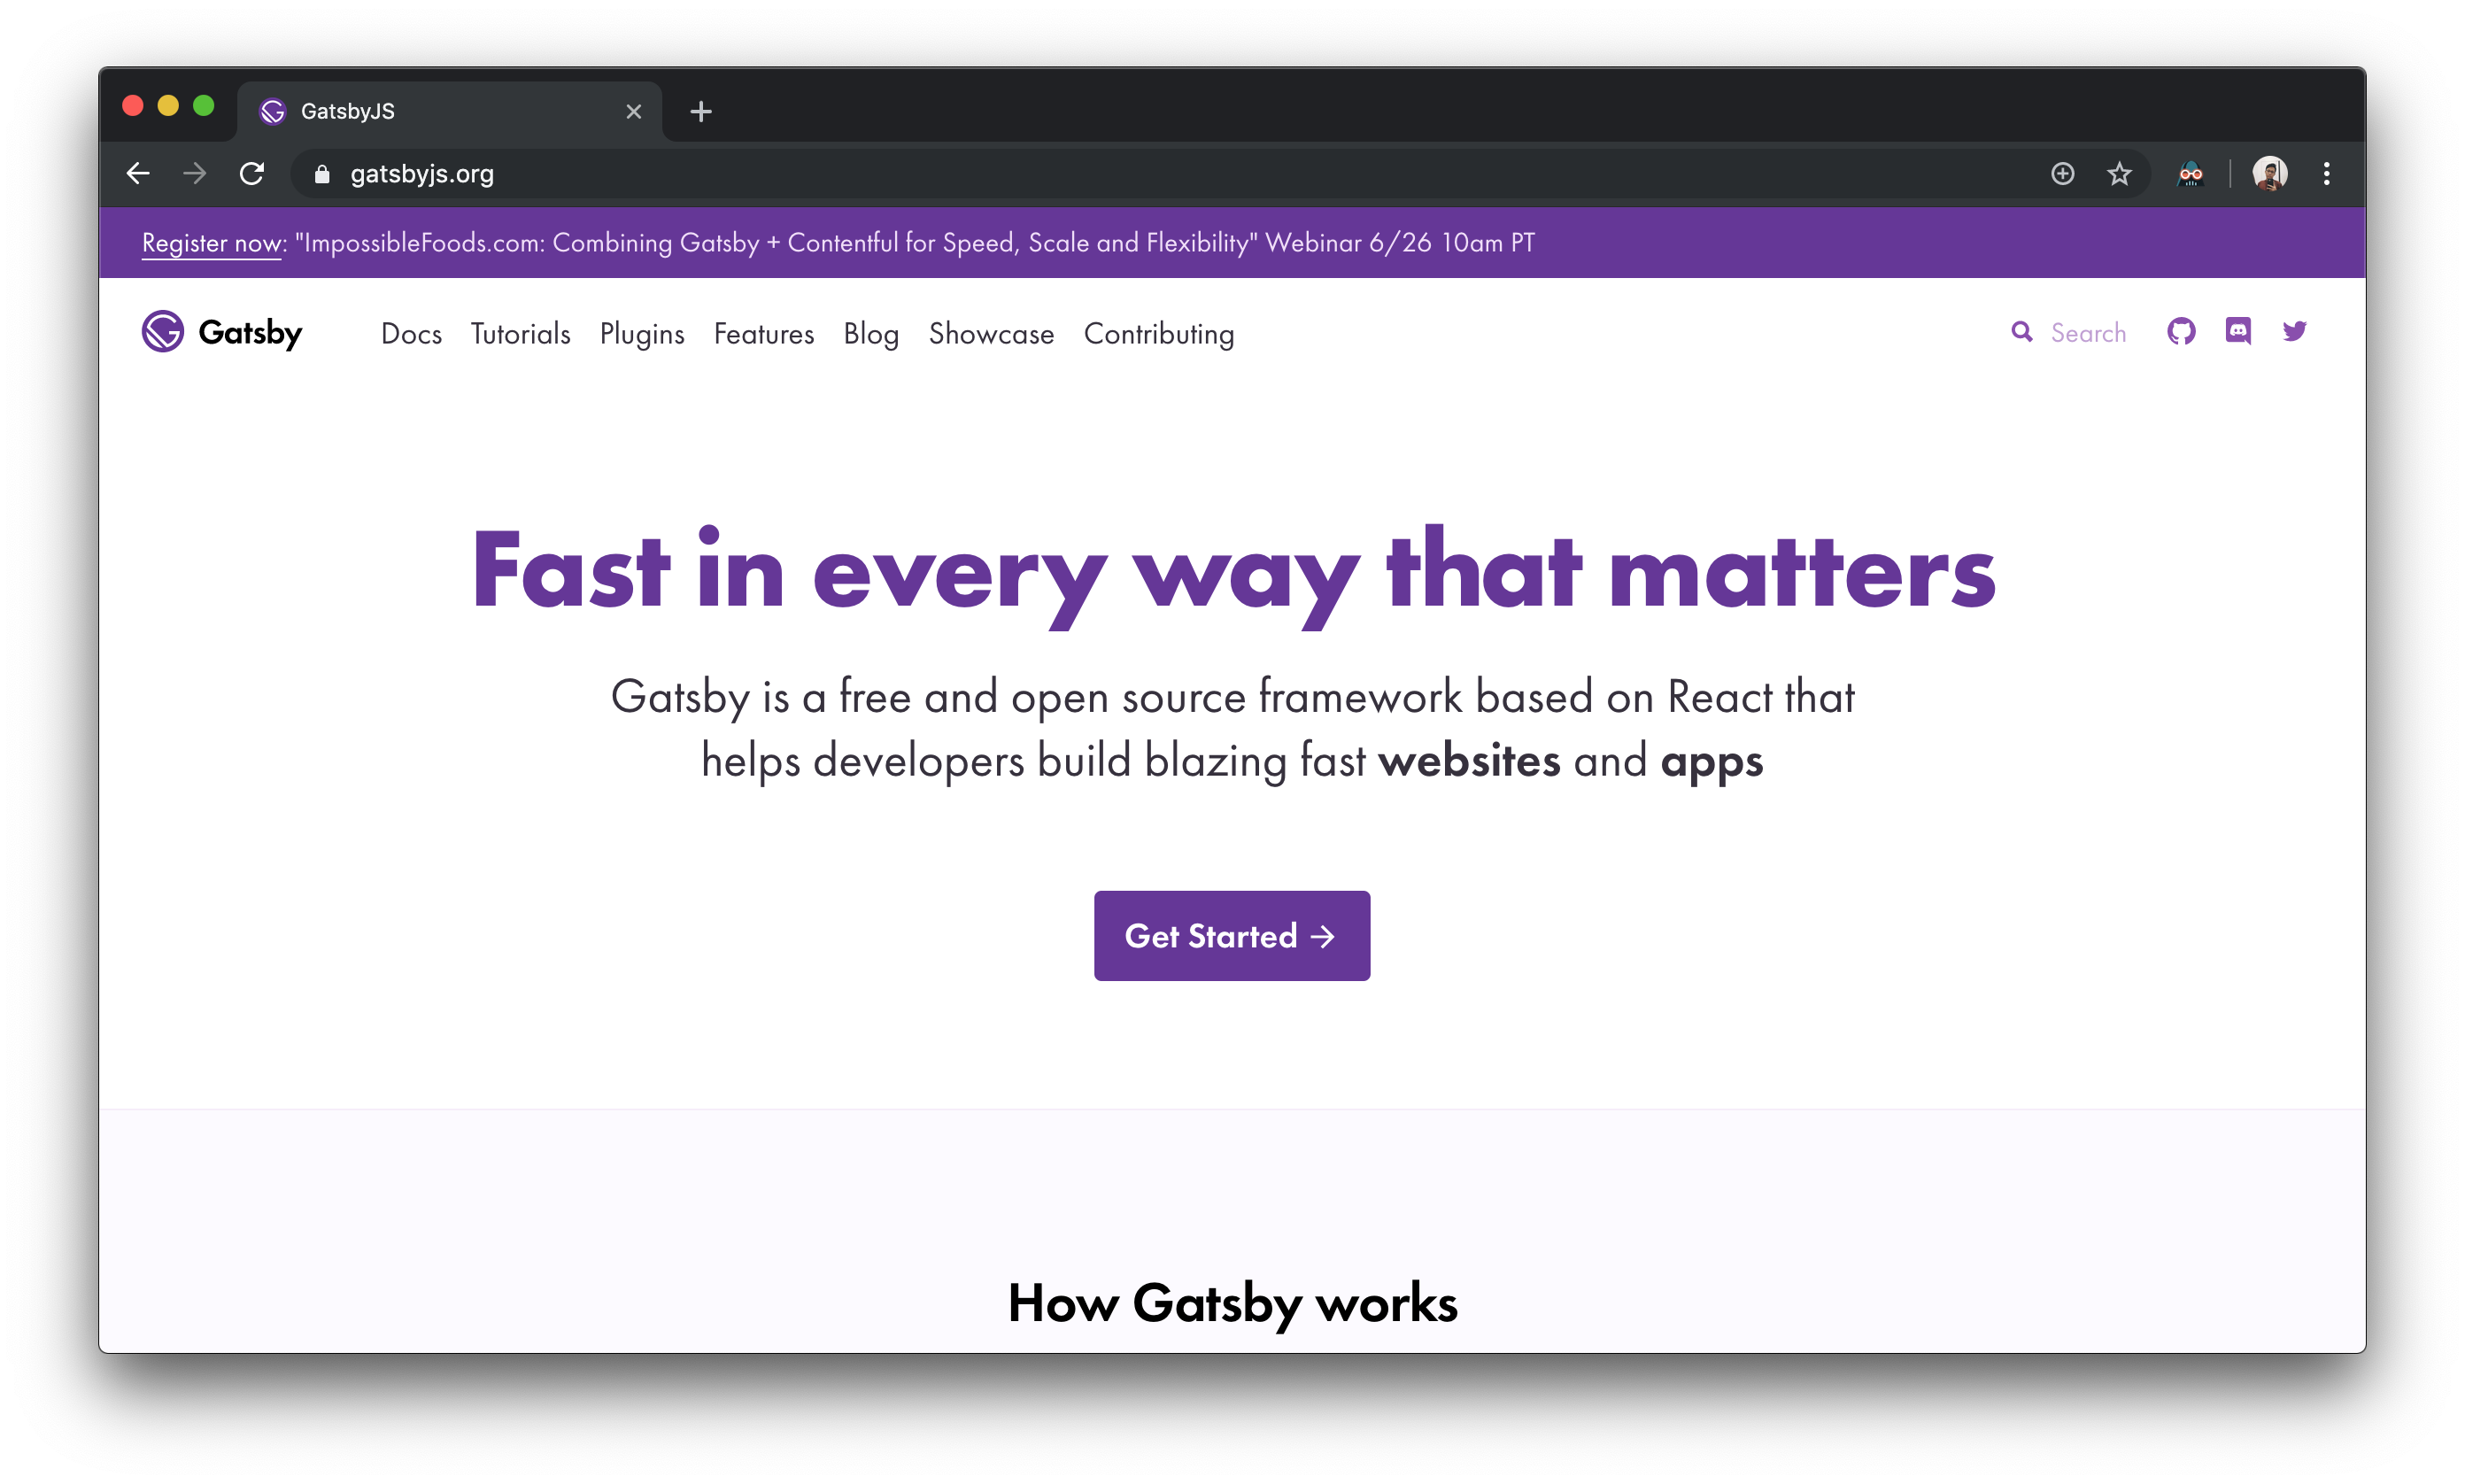 GatsbyJS
gatsbyjs.org
Register now: "ImpossibleFoods.com: Combining Gatsby + Contentful for Speed, Scale and Flexibility" Webinar 6/26 10am PT
Gatsby Docs Tutorials Plugins Features Blog Showcase Contributing Search
Fast in every way that matters
Gatsby is a free and open source framework based on React that
helps developers build blazing fast websites and apps
Get Started →
How Gatsby works